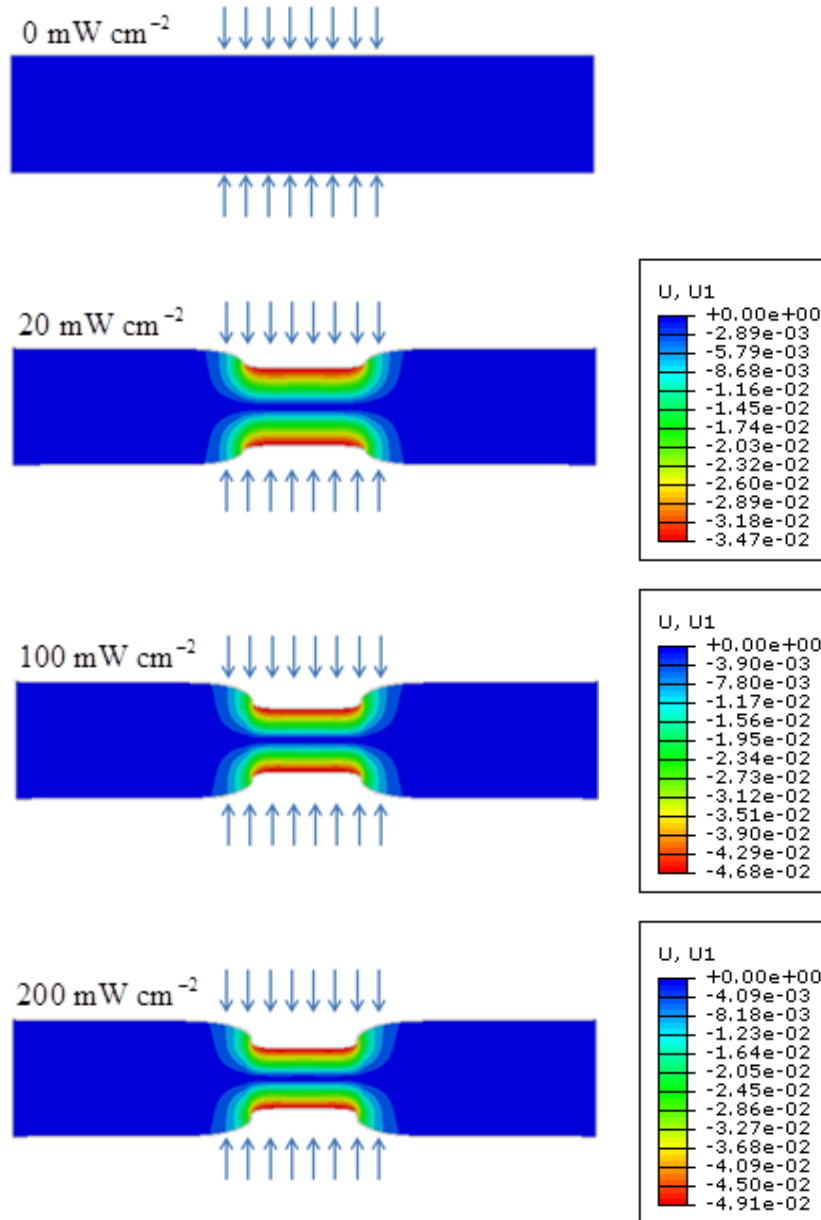 0 mW cm⁻²
20 mW cm⁻²
U, U1
+0.00e+00
-2.89e-03
-5.79e-03
-8.68e-03
-1.16e-02
-1.45e-02
-1.74e-02
-2.03e-02
-2.32e-02
-2.60e-02
-2.89e-02
-3.18e-02
-3.47e-02
100 mW cm⁻²
U, U1
+0.00e+00
-3.90e-03
-7.80e-03
-1.17e-02
-1.56e-02
-1.95e-02
-2.34e-02
-2.73e-02
-3.12e-02
-3.51e-02
-3.90e-02
-4.29e-02
-4.68e-02
200 mW cm⁻²
U, U1
+0.00e+00
-4.09e-03
-8.18e-03
-1.23e-02
-1.64e-02
-2.05e-02
-2.45e-02
-2.86e-02
-3.27e-02
-3.68e-02
-4.09e-02
-4.50e-02
-4.91e-02